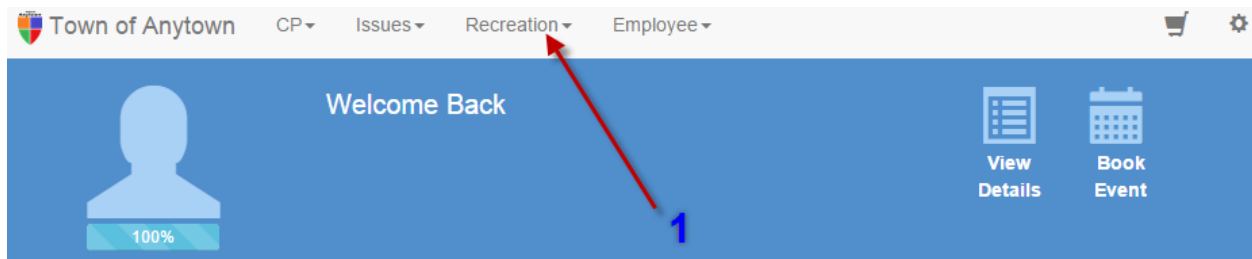 Town of Anytown CP Issues Recreation Employee
Welcome Back
View Details
Book Event
100%
1